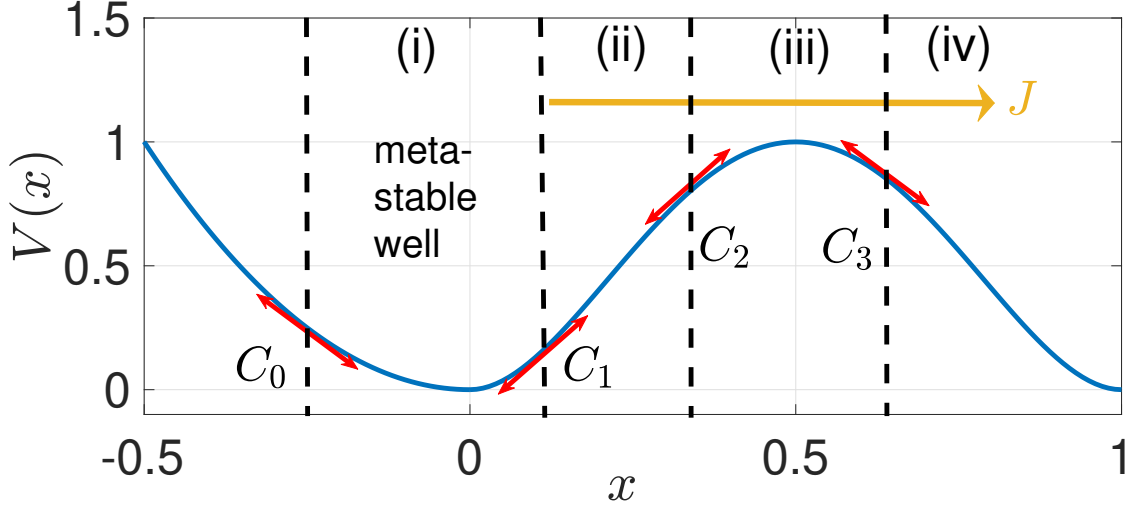 1.5
(i) (ii) (iii) (iv)
J
1
meta-
stable
well
V(x)
0.5
C₂ C₃
C₀ C₁
0
-0.5 0 0.5 1
x